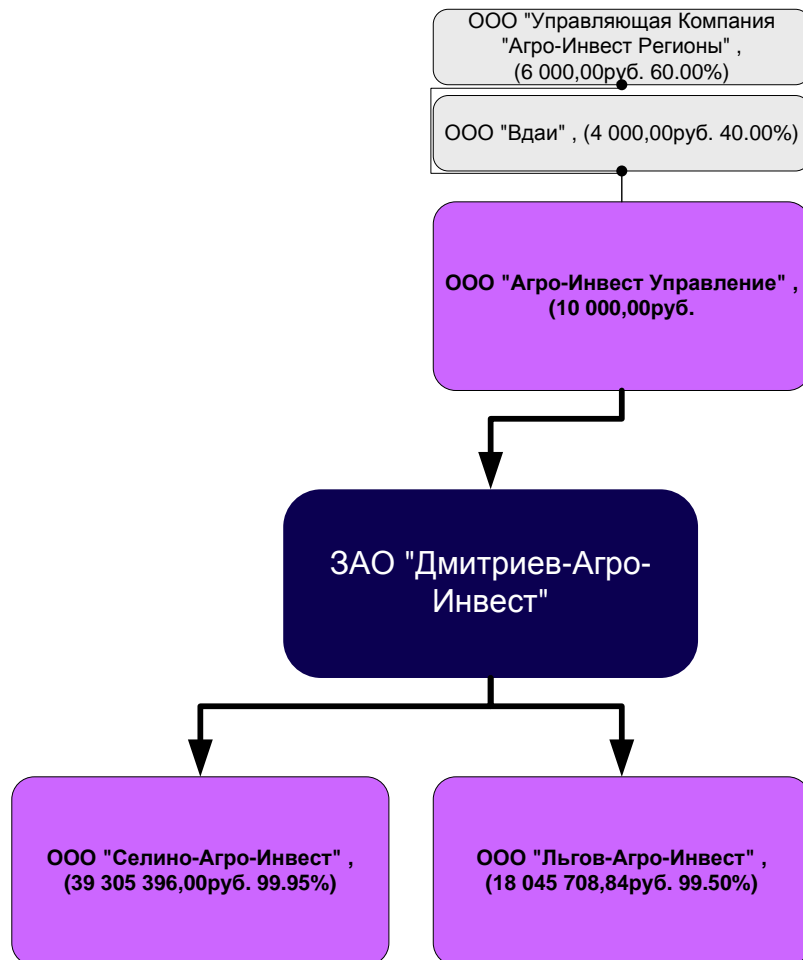 ООО "Управляющая Компания
"Агро-Инвест Регионы" ,
(6 000,00руб. 60.00%)
ООО "Вдаи" , (4 000,00руб. 40.00%)
ООО "Агро-Инвест Управление" ,
(10 000,00руб.
ЗАО "Дмитриев-Агро-
Инвест"
ООО "Селино-Агро-Инвест" ,
(39 305 396,00руб. 99.95%)
ООО "Льгов-Агро-Инвест" ,
(18 045 708,84руб. 99.50%)